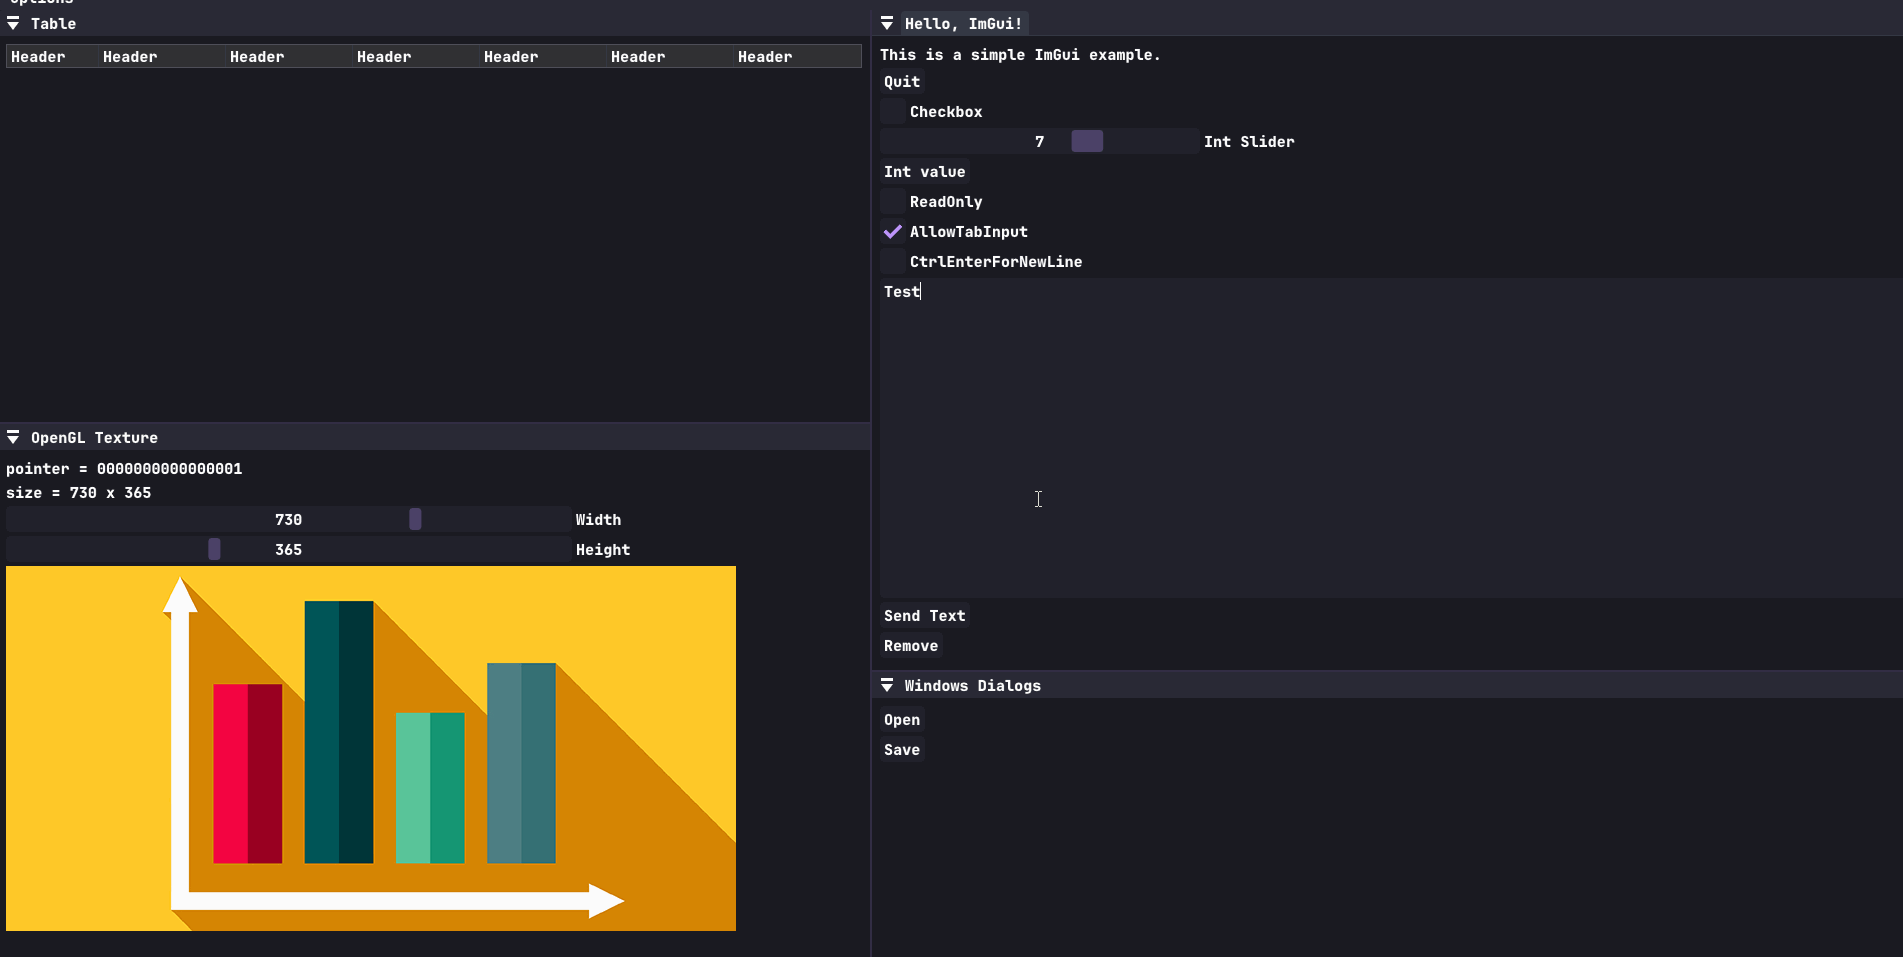 Options
Table
Header Header Header Header Header Header Header
OpenGL Texture
pointer = 0000000000000001
size = 730 x 365
730 Width
365 Height
Hello, ImGui!
This is a simple ImGui example.
Quit
Checkbox
7 Int Slider
Int value
ReadOnly
AllowTabInput
CtrlEnterForNewLine
Test
Send Text
Remove
Windows Dialogs
Open
Save